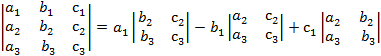 |a₁ b₁ c₁|
|a₂ b₂ c₂| = a₁ |b₂ c₂| − b₁ |a₂ c₂| + c₁ |a₂ b₂|
|a₃ b₃ c₃| |b₃ c₃| |a₃ c₃| |a₃ b₃|